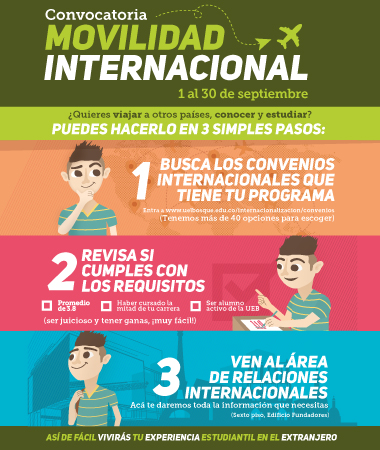 Convocatoria
MOVILIDAD
INTERNACIONAL
1 al 30 de septiembre
¿Quieres viajar a otros países, conocer y estudiar?
PUEDES HACERLO EN 3 SIMPLES PASOS:
1
BUSCA LOS CONVENIOS
INTERNACIONALES QUE
TIENE TU PROGRAMA
Entra a www.uelbosque.edu.co/internacionalizacion/convenios
(Tenemos más de 40 opciones para escoger)
2
REVISA SI
CUMPLES CON
LOS REQUISITOS
Promedio de 3.8
Haber cursado la mitad de tu carrera
Ser alumno activo de la UEB
(ser juicioso y tener ganas, ¡muy fácil!)
3
VEN AL ÁREA
DE RELACIONES
INTERNACIONALES
Acá te daremos toda la información que necesitas
(Sexto piso, Edificio Fundadores)
ASÍ DE FÁCIL VIVIRÁS TU EXPERIENCIA ESTUDIANTIL EN EL EXTRANJERO